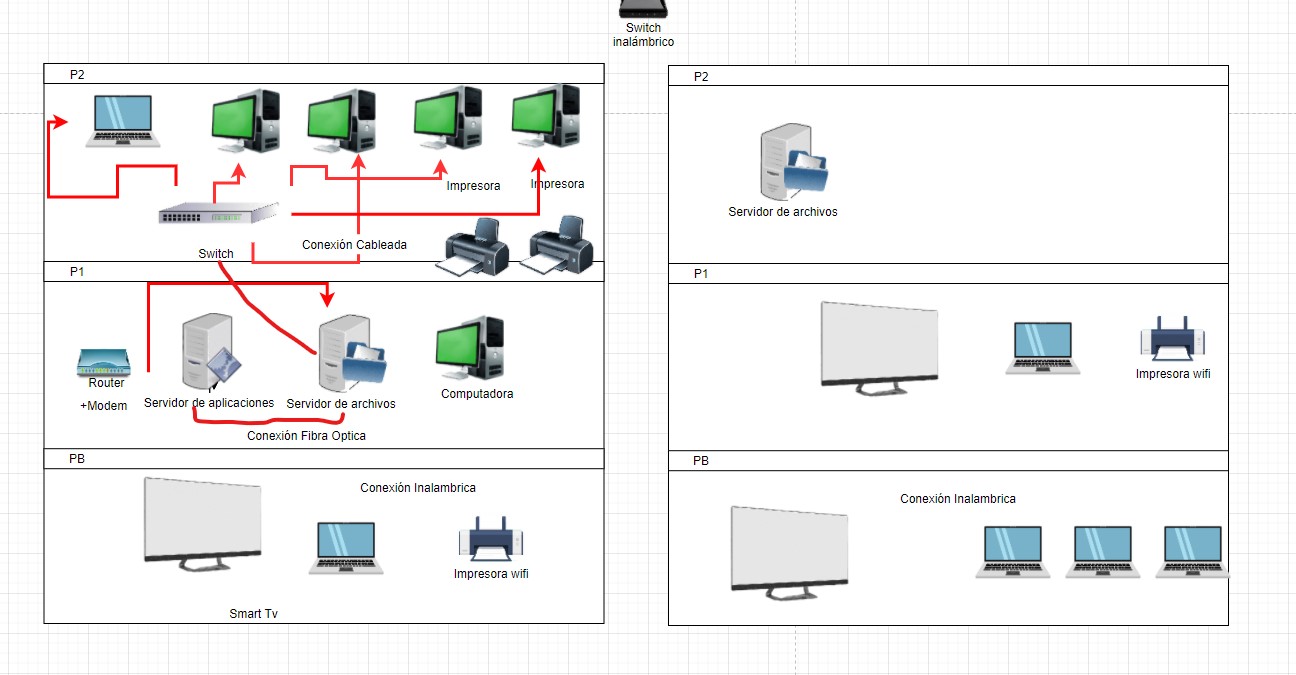 Switch
inalámbrico
P2
Impresora
Impresora
Switch
Conexión Cableada
P1
Router
+Modem
Servidor de aplicaciones
Servidor de archivos
Computadora
Conexión Fibra Optica
PB
Conexión Inalambrica
Impresora wifi
Smart Tv
P2
Servidor de archivos
P1
Impresora wifi
PB
Conexión Inalambrica